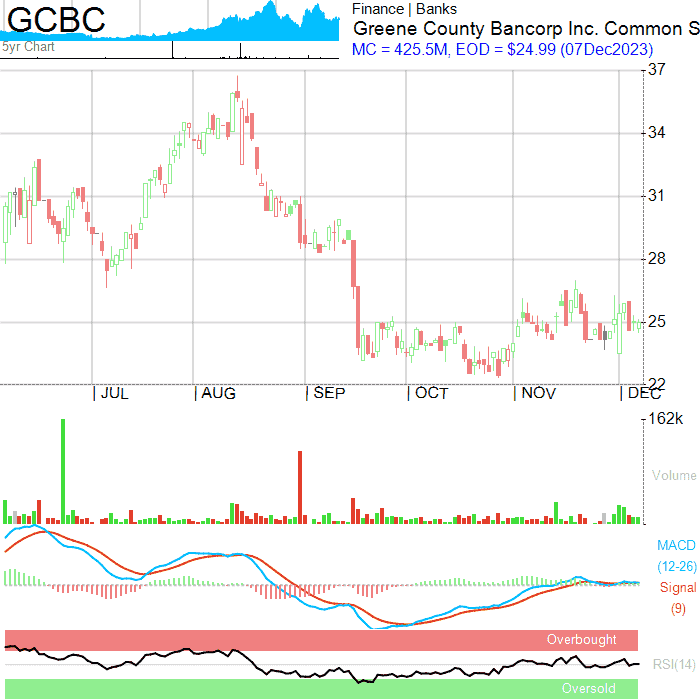 GCBC
5yr Chart
Finance | Banks
Greene County Bancorp Inc. Common S
MC = 425.5M, EOD = $24.99 (07Dec2023)
37
34
31
28
25
22
JUL AUG SEP OCT NOV DEC
162k
Volume
MACD
(12-26)
Signal
(9)
Overbought
RSI(14)
Oversold